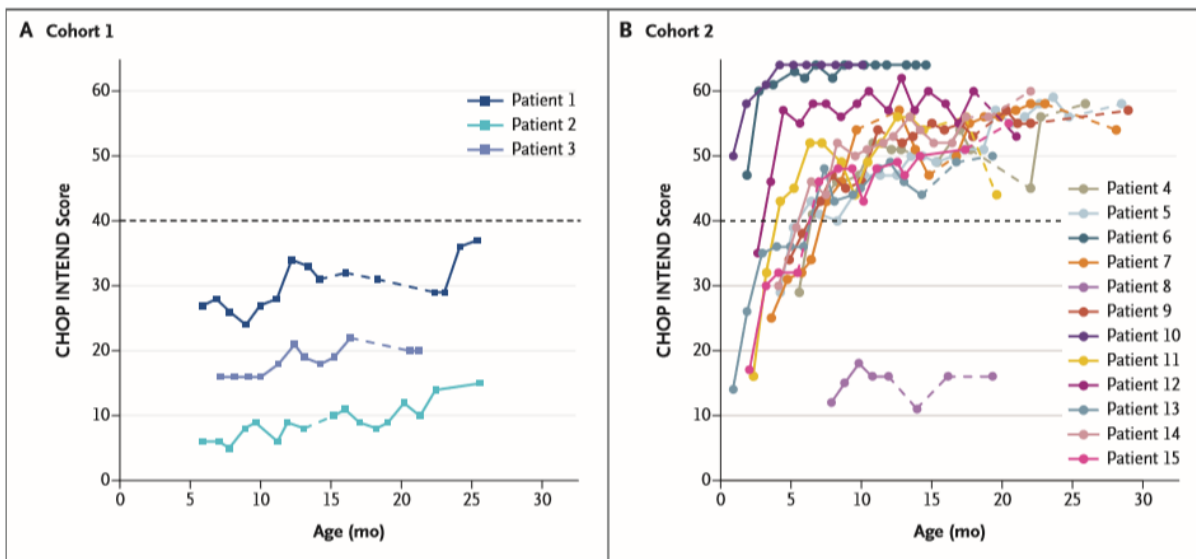 A Cohort 1
CHOP INTEND Score
60
50
40
30
20
10
0
Patient 1
Patient 2
Patient 3
0 5 10 15 20 25 30
Age (mo)
B Cohort 2
CHOP INTEND Score
60
50
40
30
20
10
0
Patient 4
Patient 5
Patient 6
Patient 7
Patient 8
Patient 9
Patient 10
Patient 11
Patient 12
Patient 13
Patient 14
Patient 15
0 5 10 15 20 25 30
Age (mo)